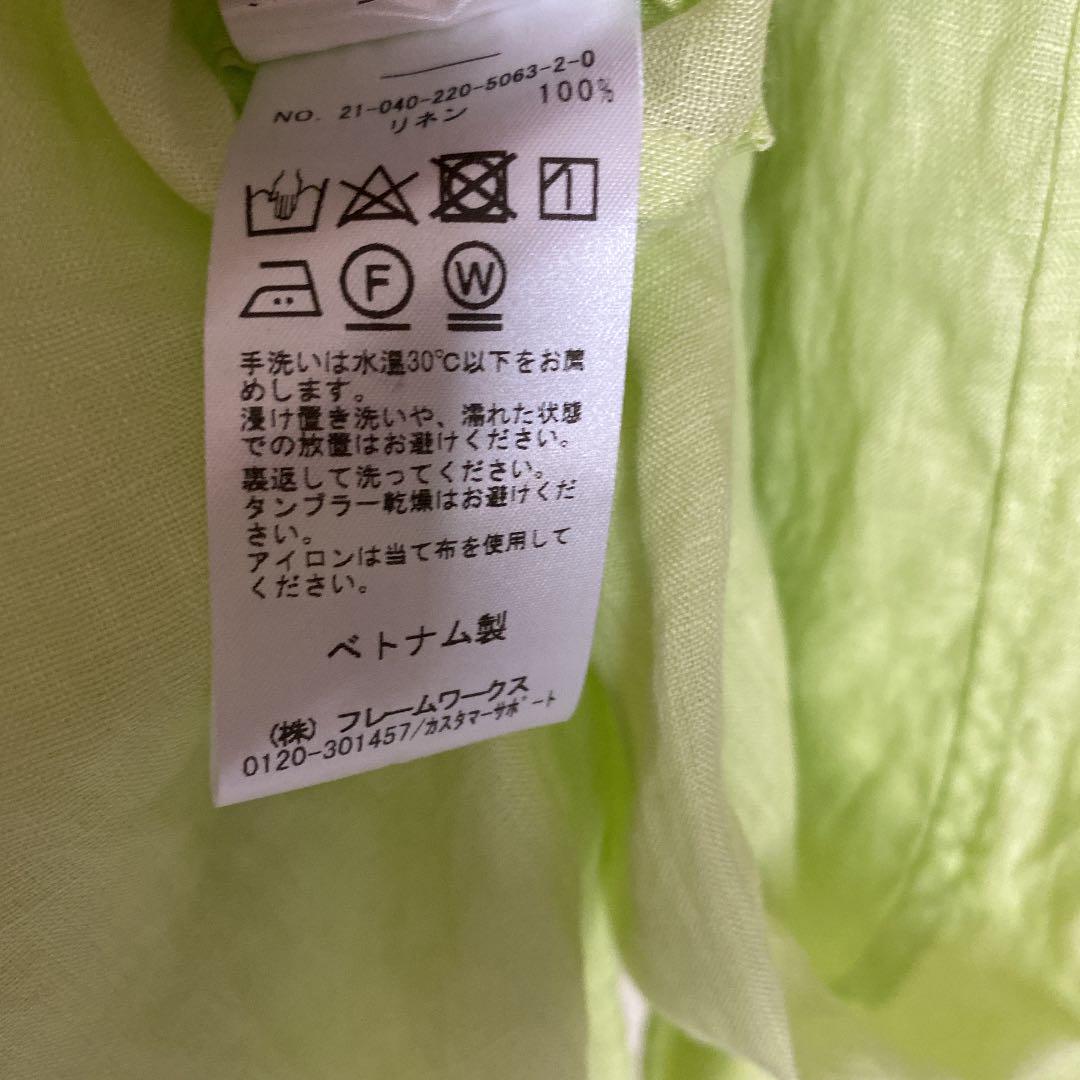 NO. 21-040-220-5063-2-0
リネン 100%
F W
手洗いは水温30℃以下をお薦
めします。
浸け置き洗いや、濡れた状態
での放置はお避けください。
裏返して洗ってください。
タンブラー乾燥はお避けくだ
さい。
アイロンは当て布を使用して
ください。
ベトナム製
(株) フレームワークス
0120-301457/カスタマーサポート